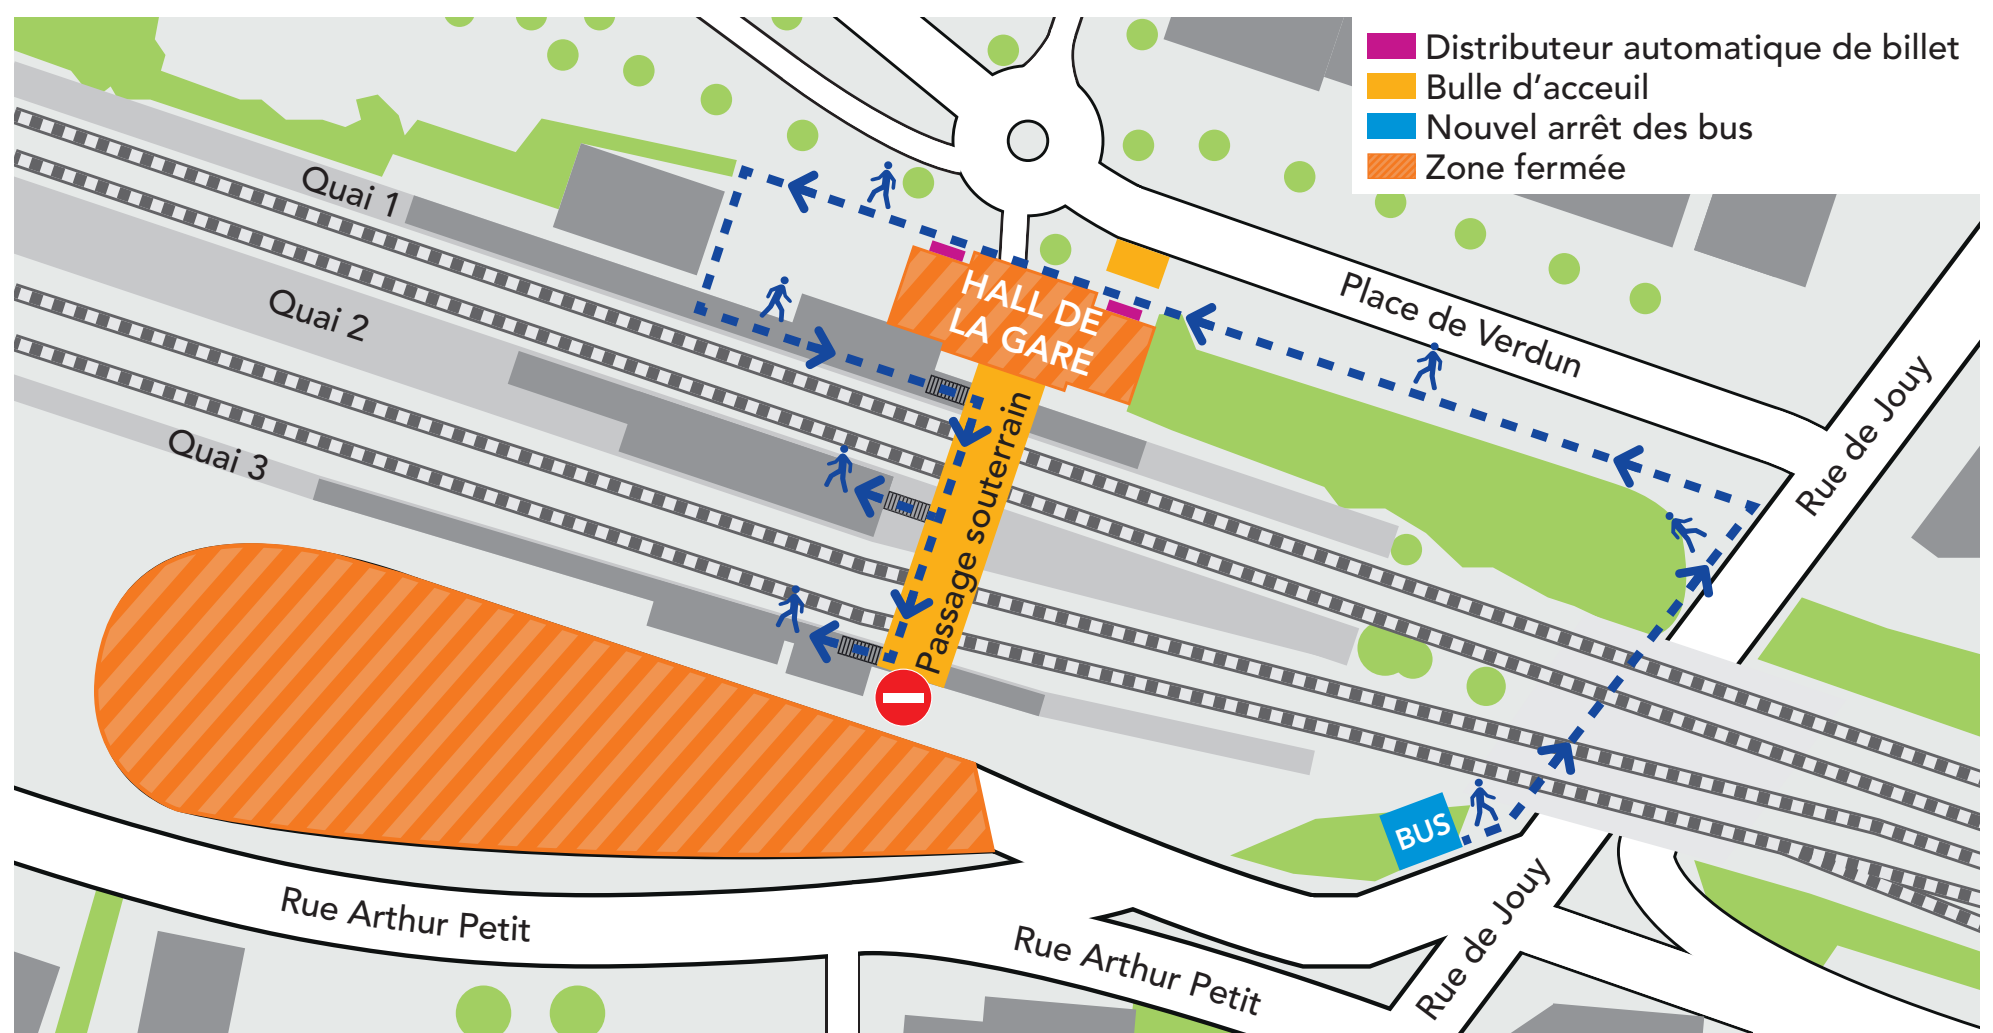 Distributeur automatique de billet
Bulle d'acceuil
Nouvel arrêt des bus
Zone fermée
Quai 1
Quai 2
Quai 3
HALL DE
LA GARE
Place de Verdun
Rue de Jouy
Passage souterrain
BUS
Rue de Jouy
Rue Arthur Petit
Rue Arthur Petit